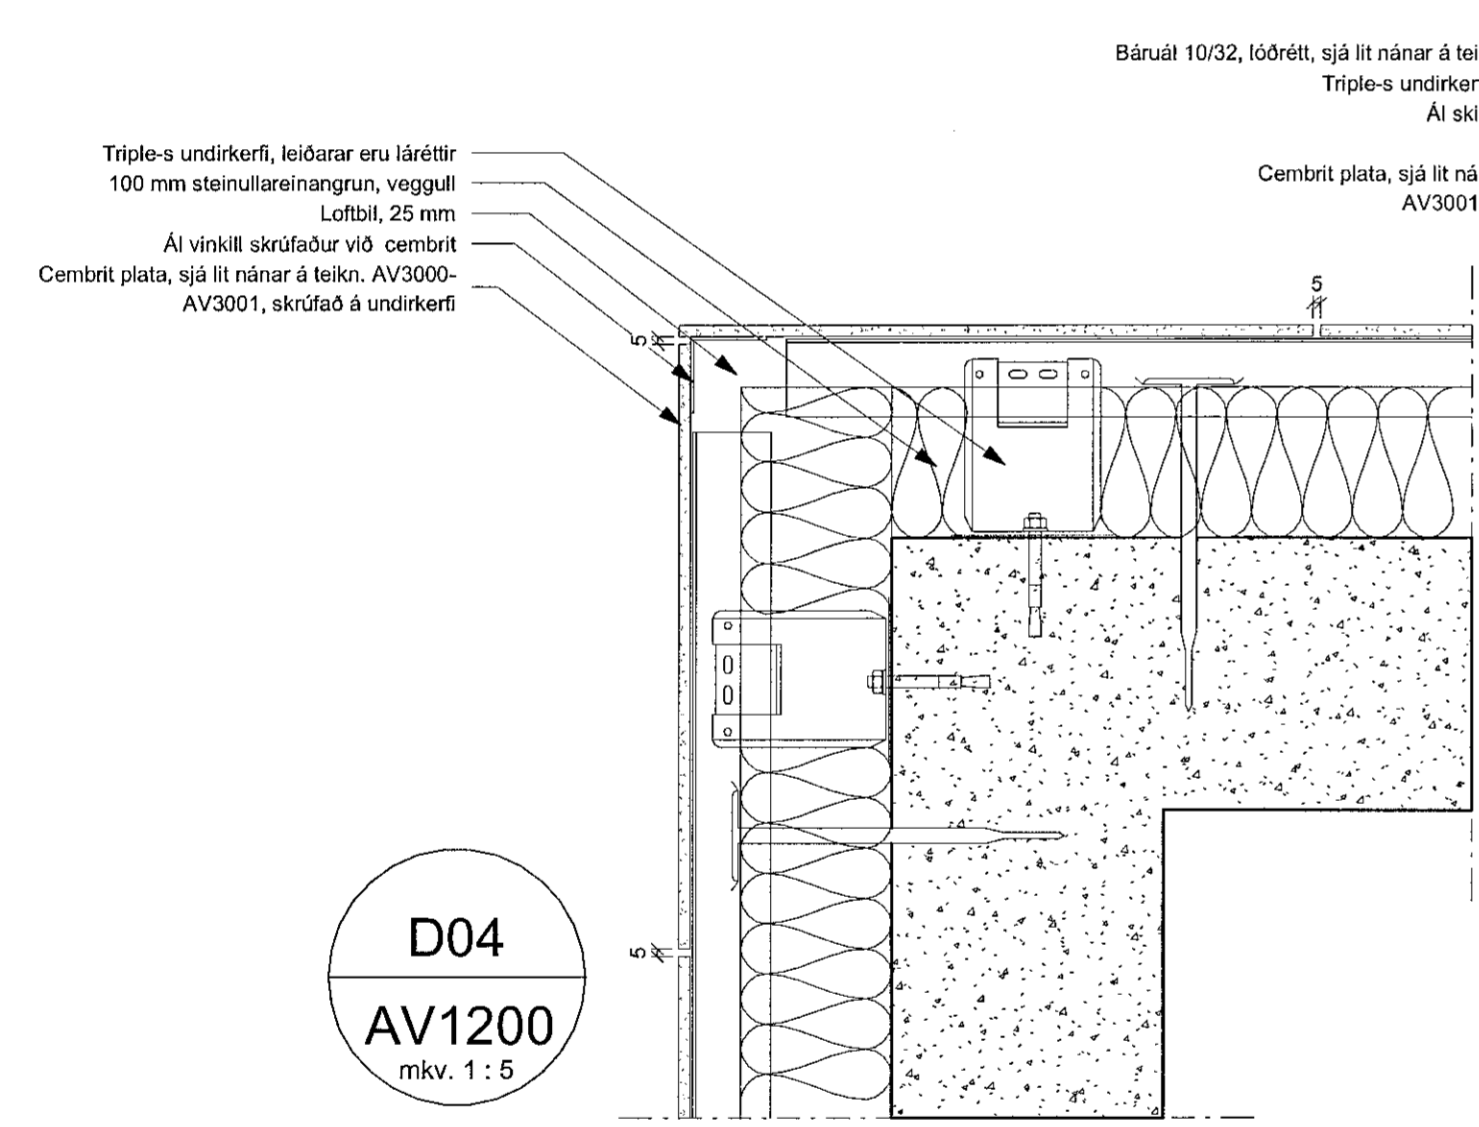 Báruál 10/32, lóðrétt, sjá lit nánar á tei
Triple-s undirker
Ál ski
Cembrit plata, sjá lit ná
AV3001
Triple-s undirkerfi, leiðarar eru láréttir
100 mm steinullareinangrun, veggull
Loftbil, 25 mm
Ál vinkill skrúfaður við cembrit
Cembrit plata, sjá lit nánar á teikn. AV3000-
AV3001, skrúfað á undirkerfi
5
5
5
D04
AV1200
mkv. 1 : 5